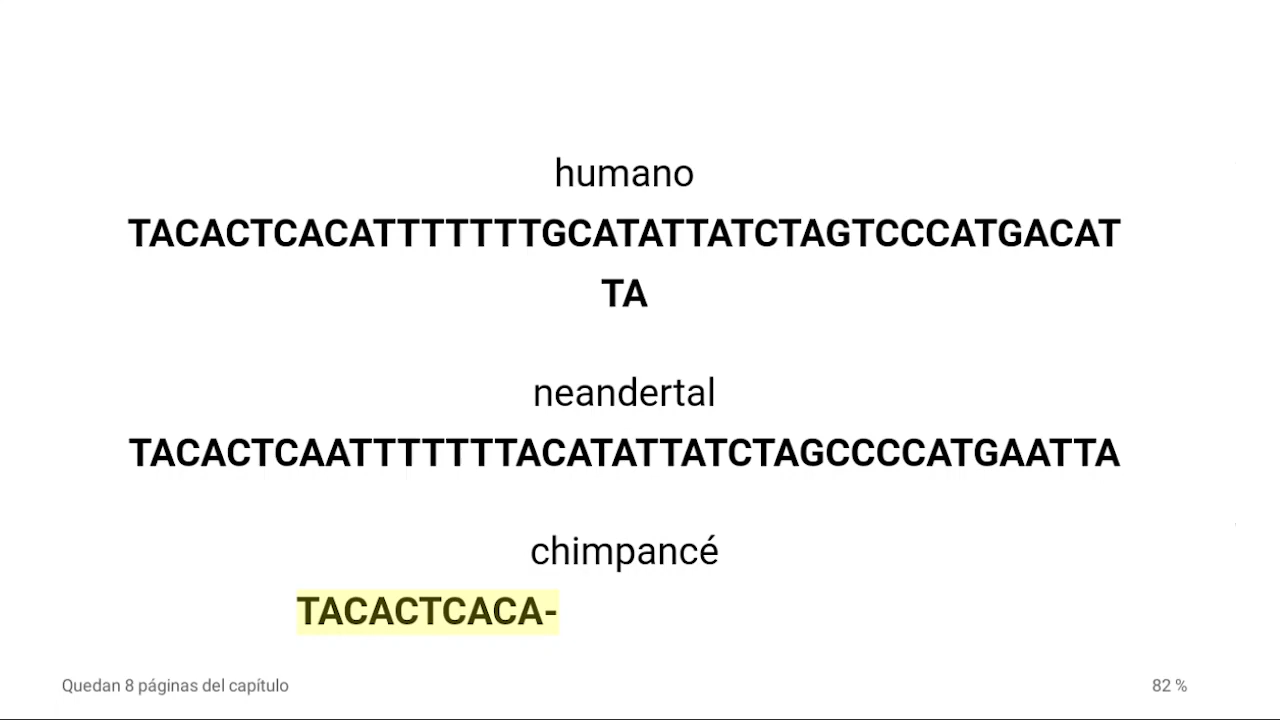 humano
TACACTCACATTTTTTTGCATATTATCTAGTCCCATGACAT
TA
neandertal
TACACTCAATTTTTTTACATATTATCTAGCCCCATGAATTA
chimpancé
TACACTCACA-
Quedan 8 páginas del capítulo
82 %